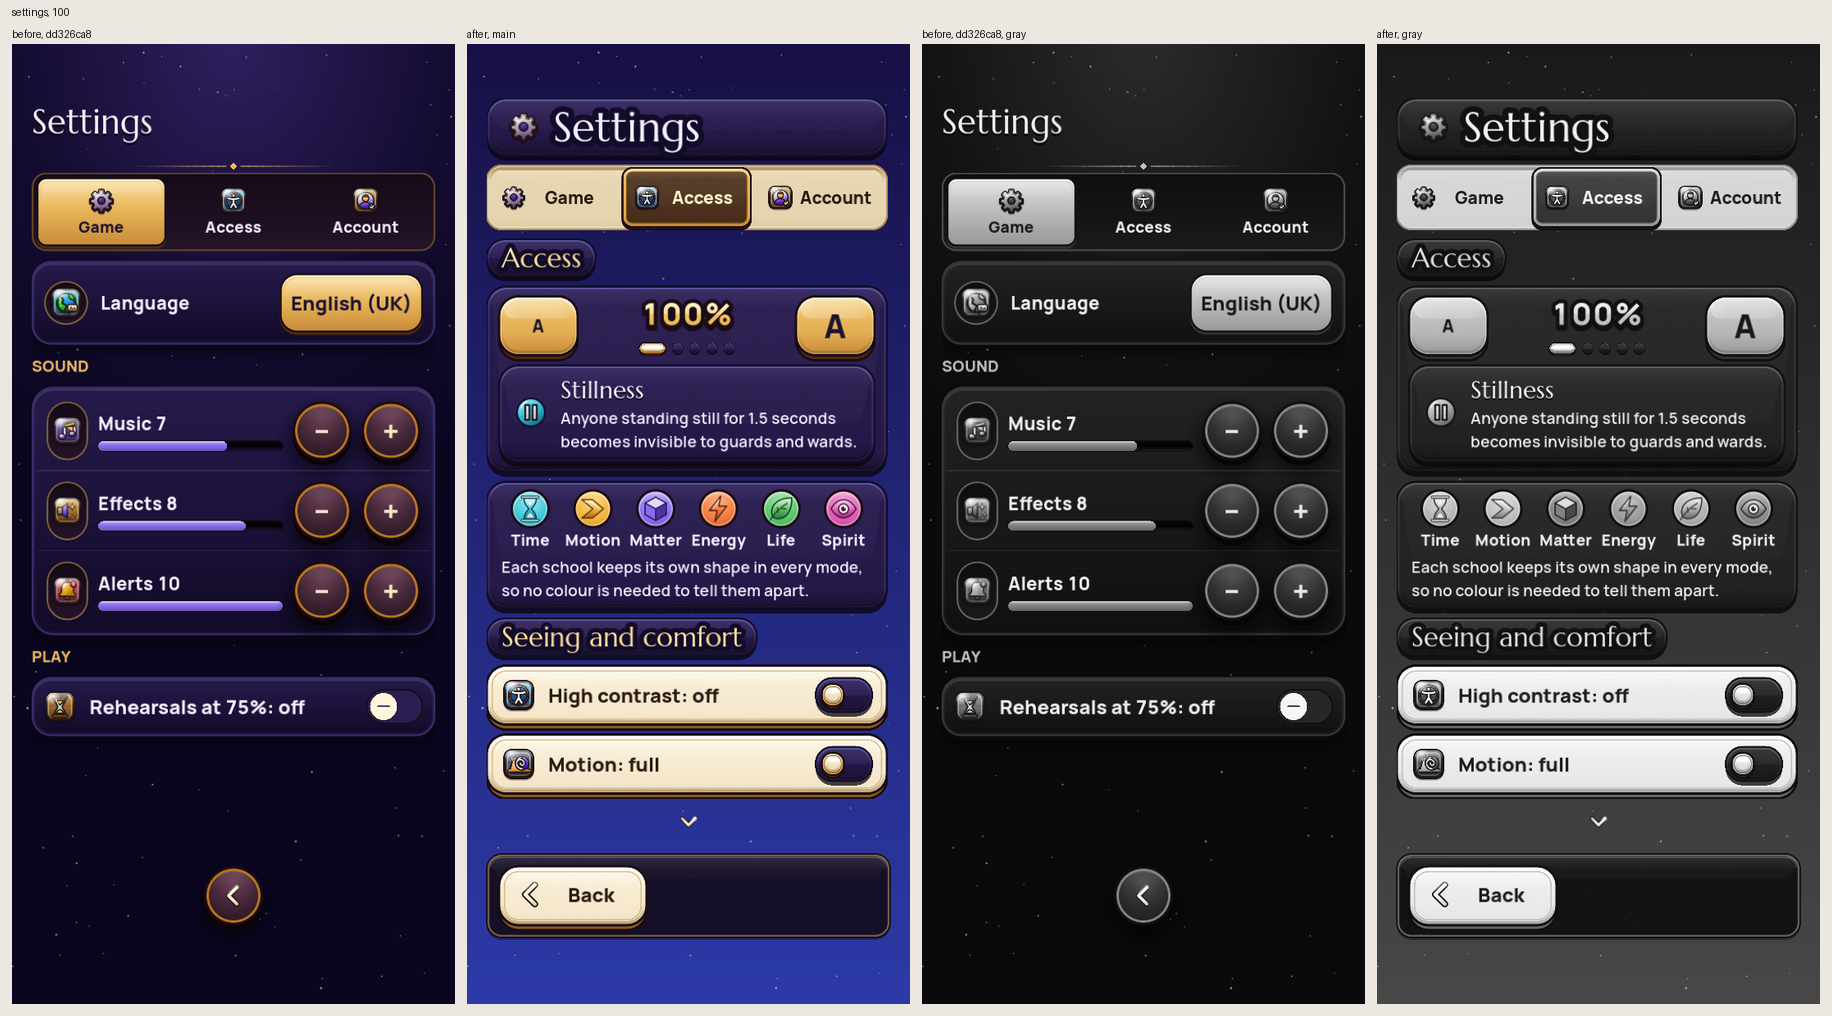 settings, 100
before, dd326ca8
Settings
Game
Access
Account
Language
English (UK)
SOUND
Music 7
Effects 8
Alerts 10
PLAY
Rehearsals at 75%: off
after, main
Settings
Game
Access
Account
Access
A
100%
A
Stillness
Anyone standing still for 1.5 seconds
becomes invisible to guards and wards.
Time
Motion
Matter
Energy
Life
Spirit
Each school keeps its own shape in every mode,
so no colour is needed to tell them apart.
Seeing and comfort
High contrast: off
Motion: full
Back
before, dd326ca8, gray
Settings
Game
Access
Account
Language
English (UK)
SOUND
Music 7
Effects 8
Alerts 10
PLAY
Rehearsals at 75%: off
after, gray
Settings
Game
Access
Account
Access
A
100%
A
Stillness
Anyone standing still for 1.5 seconds
becomes invisible to guards and wards.
Time
Motion
Matter
Energy
Life
Spirit
Each school keeps its own shape in every mode,
so no colour is needed to tell them apart.
Seeing and comfort
High contrast: off
Motion: full
Back